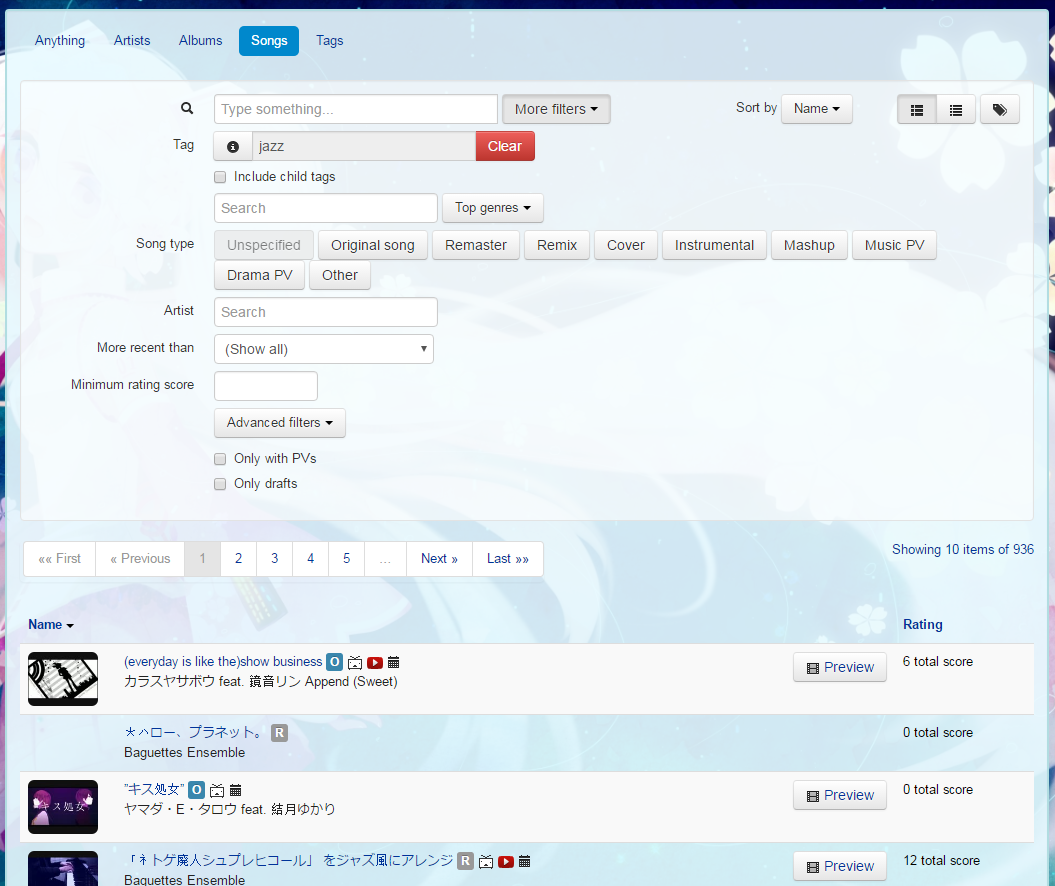 Anything Artists Albums Songs Tags
Type something... More filters Sort by Name
Tag jazz Clear
Include child tags
Search Top genres
Song type Unspecified Original song Remaster Remix Cover Instrumental Mashup Music PV
Drama PV Other
Artist Search
More recent than (Show all)
Minimum rating score
Advanced filters
Only with PVs
Only drafts
«« First « Previous 1 2 3 4 5 ... Next » Last »» Showing 10 items of 936
Name Rating
(everyday is like the)show business O Preview 6 total score
カラスヤサボウ feat. 鏡音リン Append (Sweet)
＊ハロー、プラネット。 R 0 total score
Baguettes Ensemble
"キス処女" O Preview 0 total score
キス処女
ヤマダ・E・タロウ feat. 結月ゆかり
「ネトゲ廃人シュプレヒコール」 をジャズ風にアレンジ R Preview 12 total score
Baguettes Ensemble